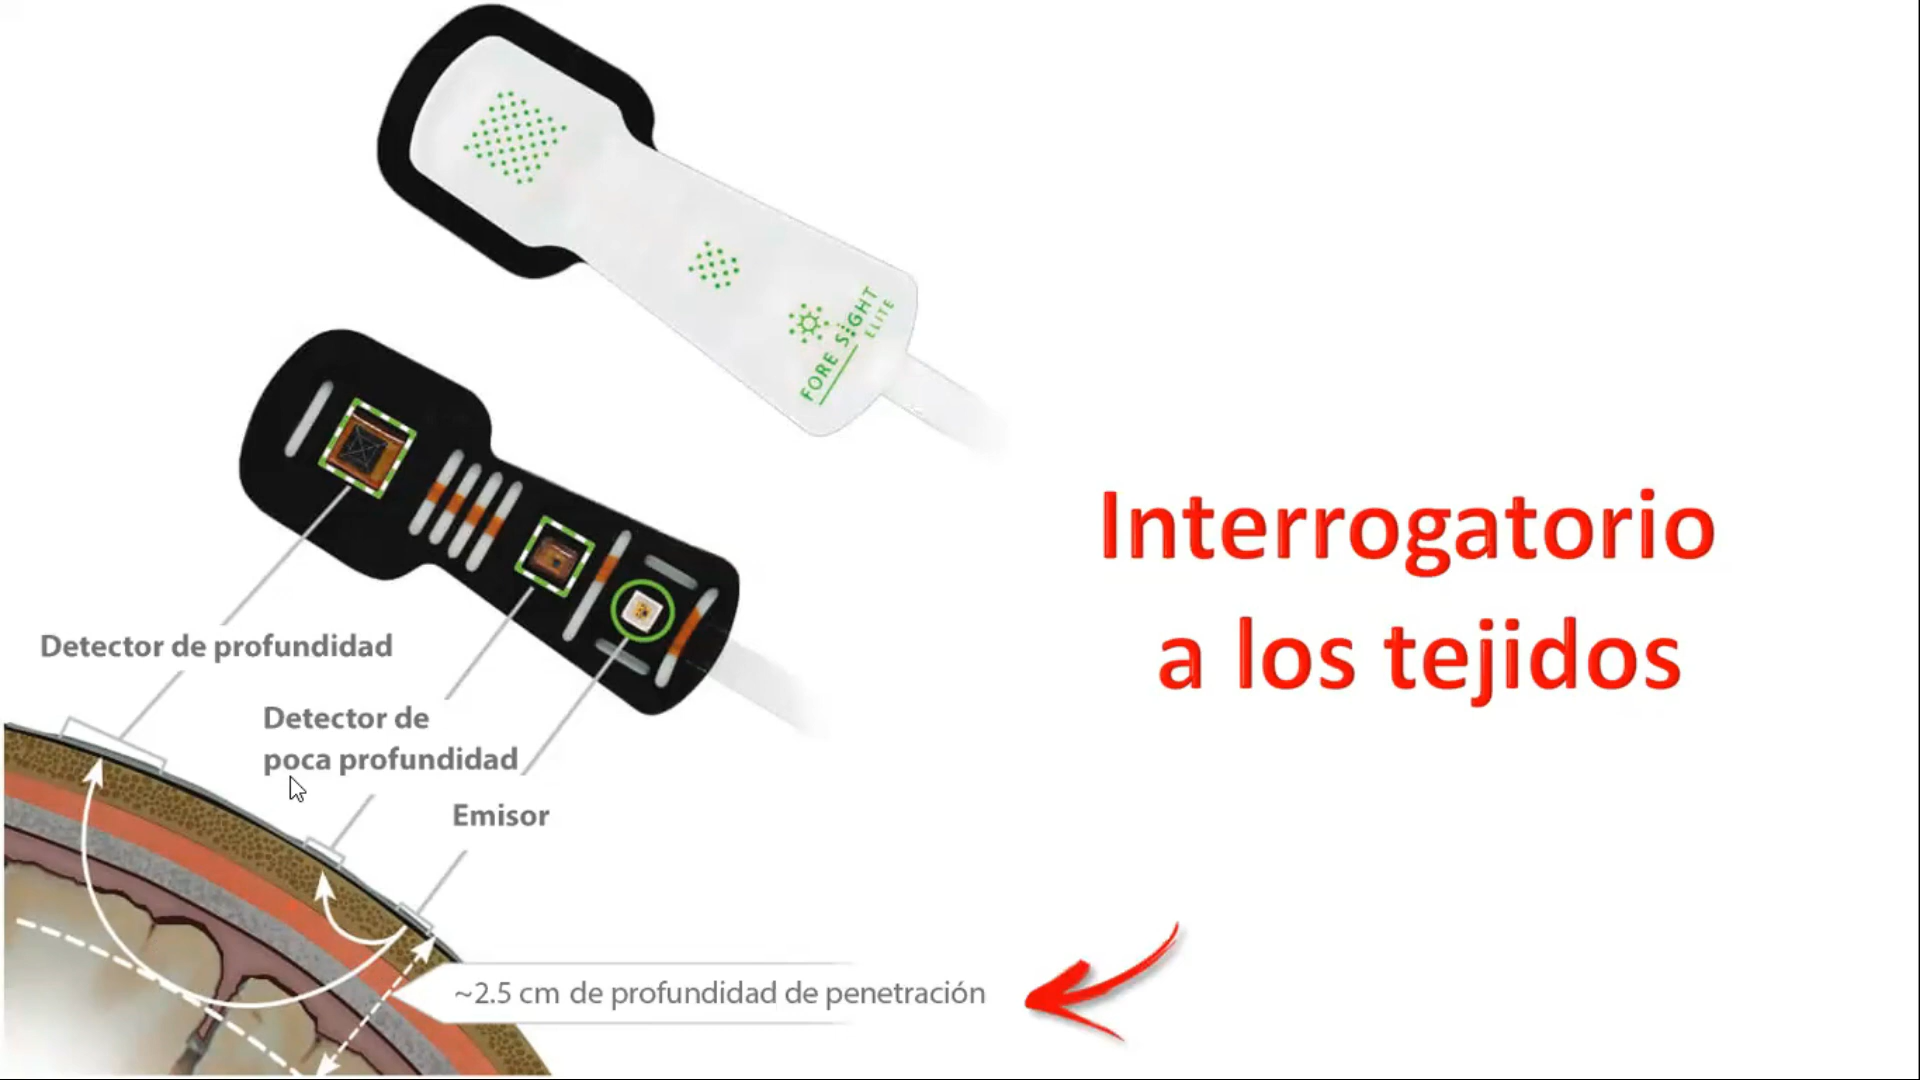 FORE SIGHT
ELITE
Interrogatorio
a los tejidos
Detector de profundidad
Detector de
poca profundidad
Emisor
~2.5 cm de profundidad de penetración